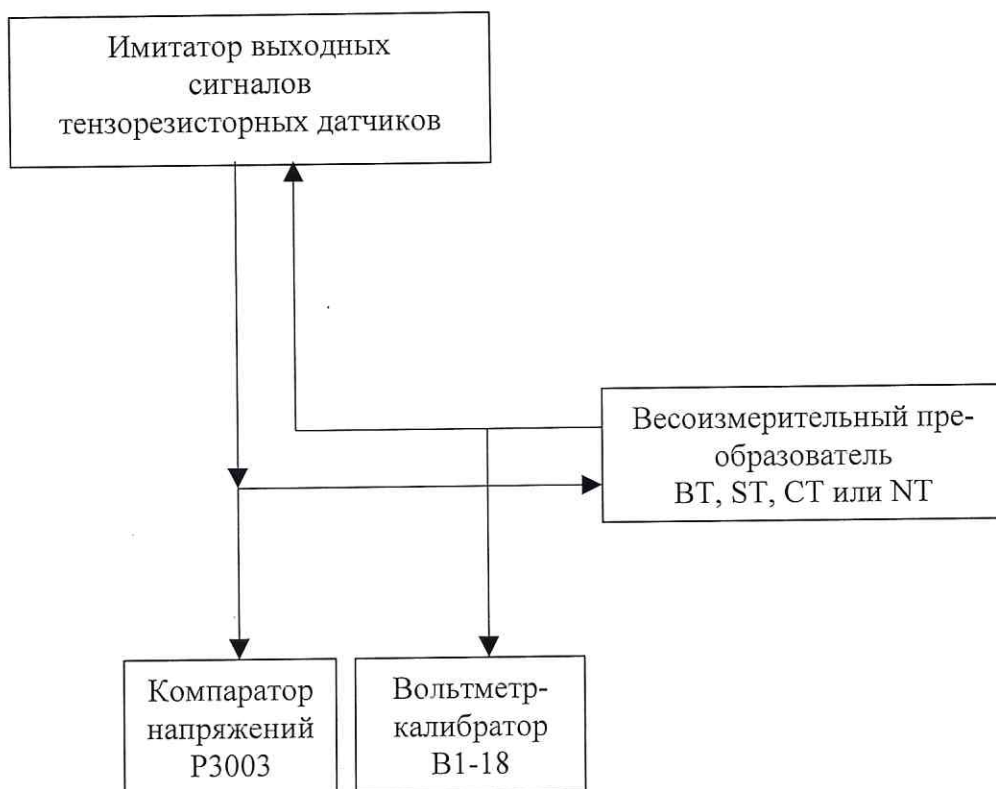 Имитатор выходных
сигналов
тензорезисторных датчиков
Весоизмерительный пре-
образователь
BT, ST, CT или NT
Компаратор
напряжений
Р3003
Вольтметр-
калибратор
В1-18